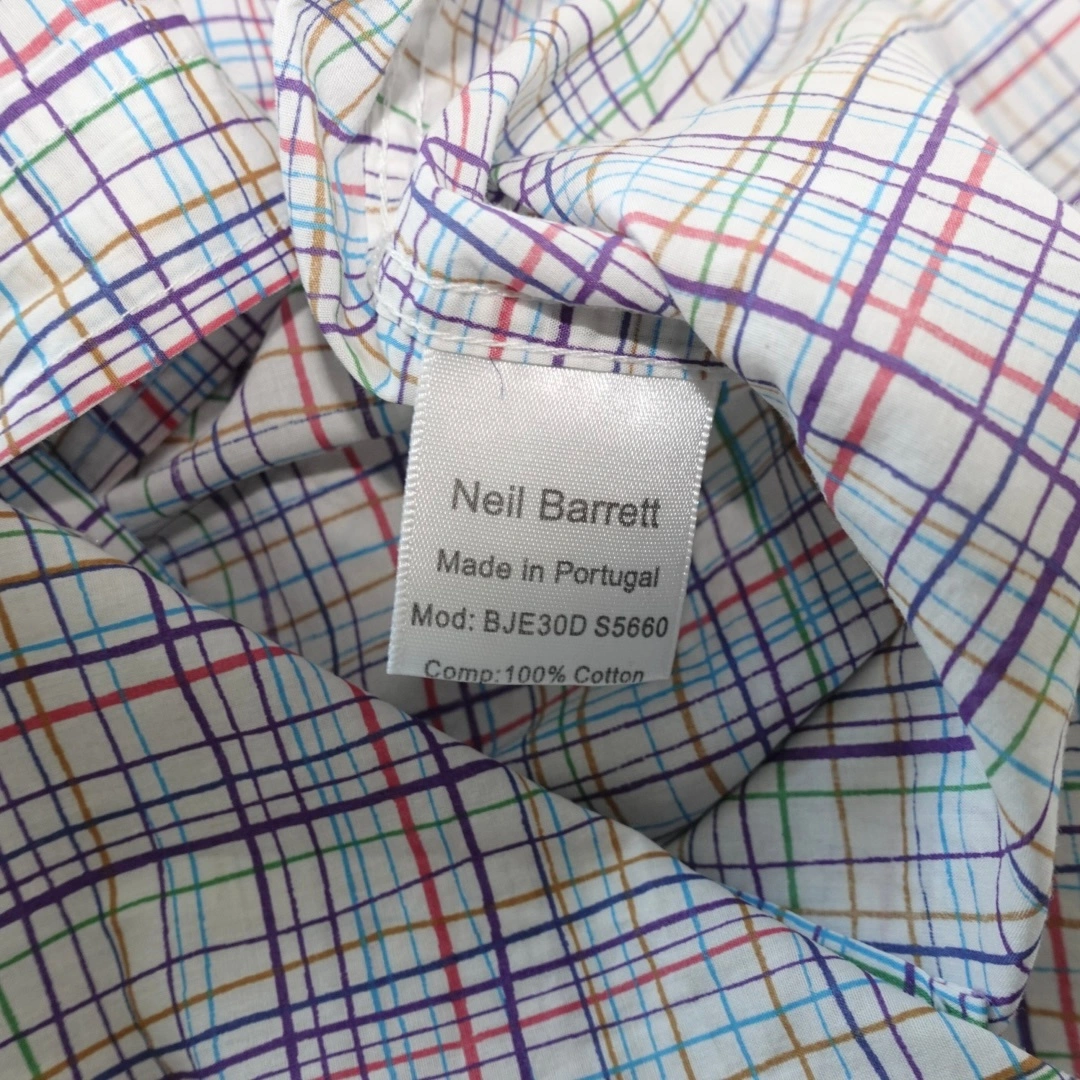 Neil Barrett
Made in Portugal
Mod: BJE30D S5660
Comp:100% Cotton